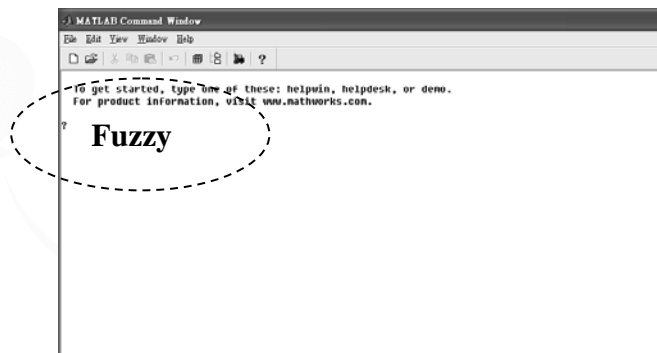 MATLAB Command Window
File Edit View Window Help
?
To get started, type one of these: helpwin, helpdesk, or demo.
For product information, visit www.mathworks.com.
?
Fuzzy